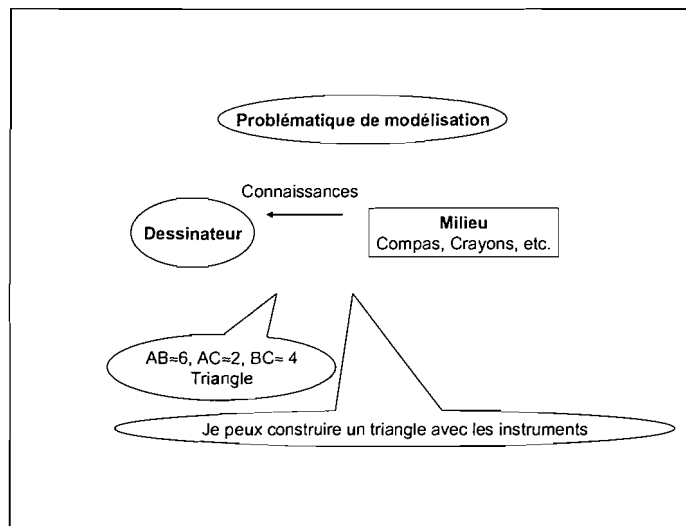 Problématique de modélisation
Connaissances
Dessinateur
Milieu
Compas, Crayons, etc.
AB≈6, AC≈2, BC≈ 4
Triangle
Je peux construire un triangle avec les instruments